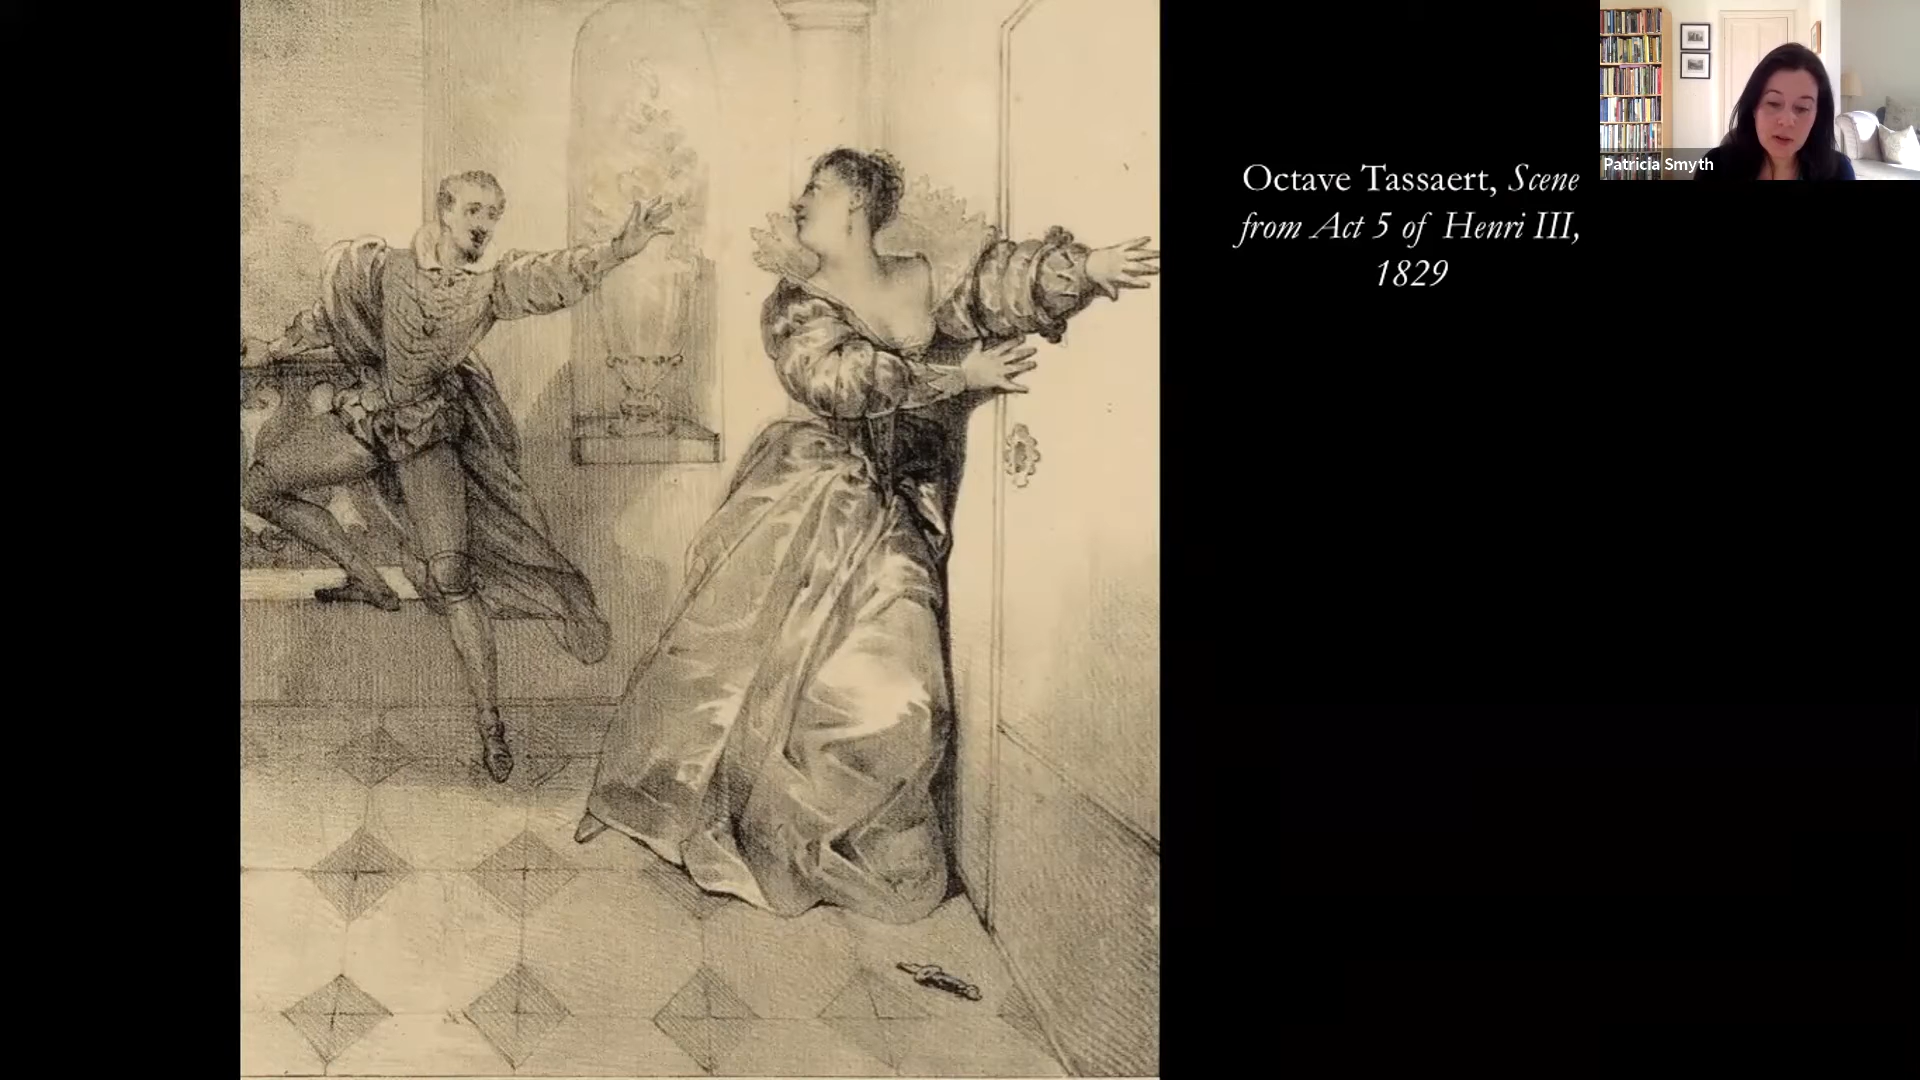 Octave Tassaert, Scene
from Act 5 of Henri III,
1829
Patricia Smyth